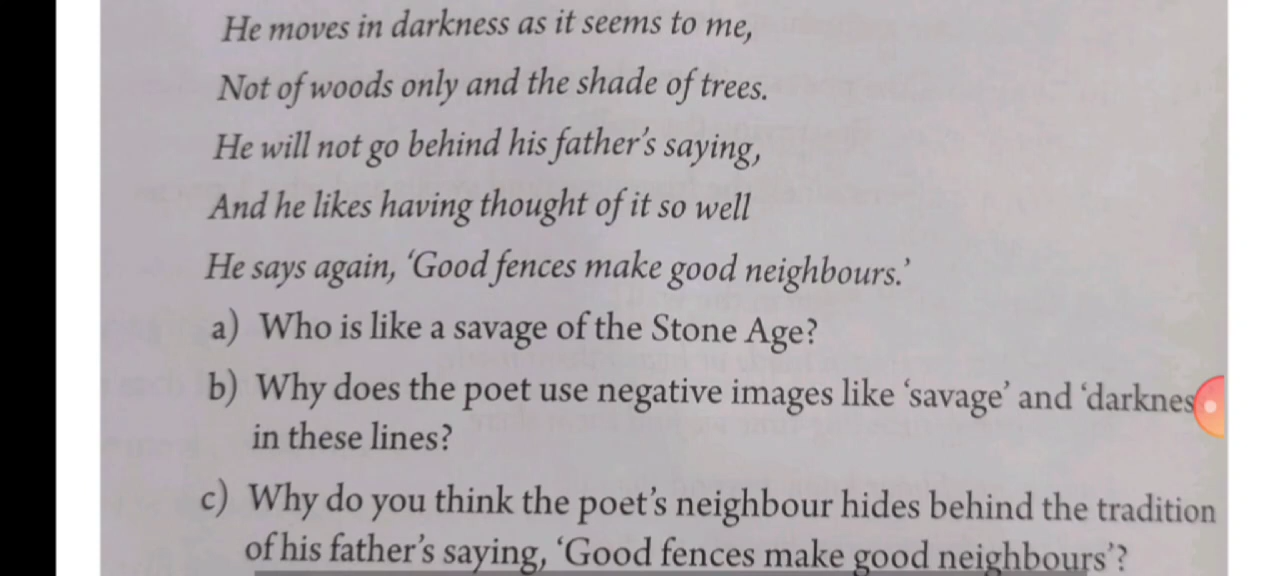 He moves in darkness as it seems to me,
Not of woods only and the shade of trees.
He will not go behind his father's saying,
And he likes having thought of it so well
He says again, 'Good fences make good neighbours.'
a) Who is like a savage of the Stone Age?
b) Why does the poet use negative images like 'savage' and 'darknes
in these lines?
c) Why do you think the poet's neighbour hides behind the tradition
of his father's saying, 'Good fences make good neighbours'?